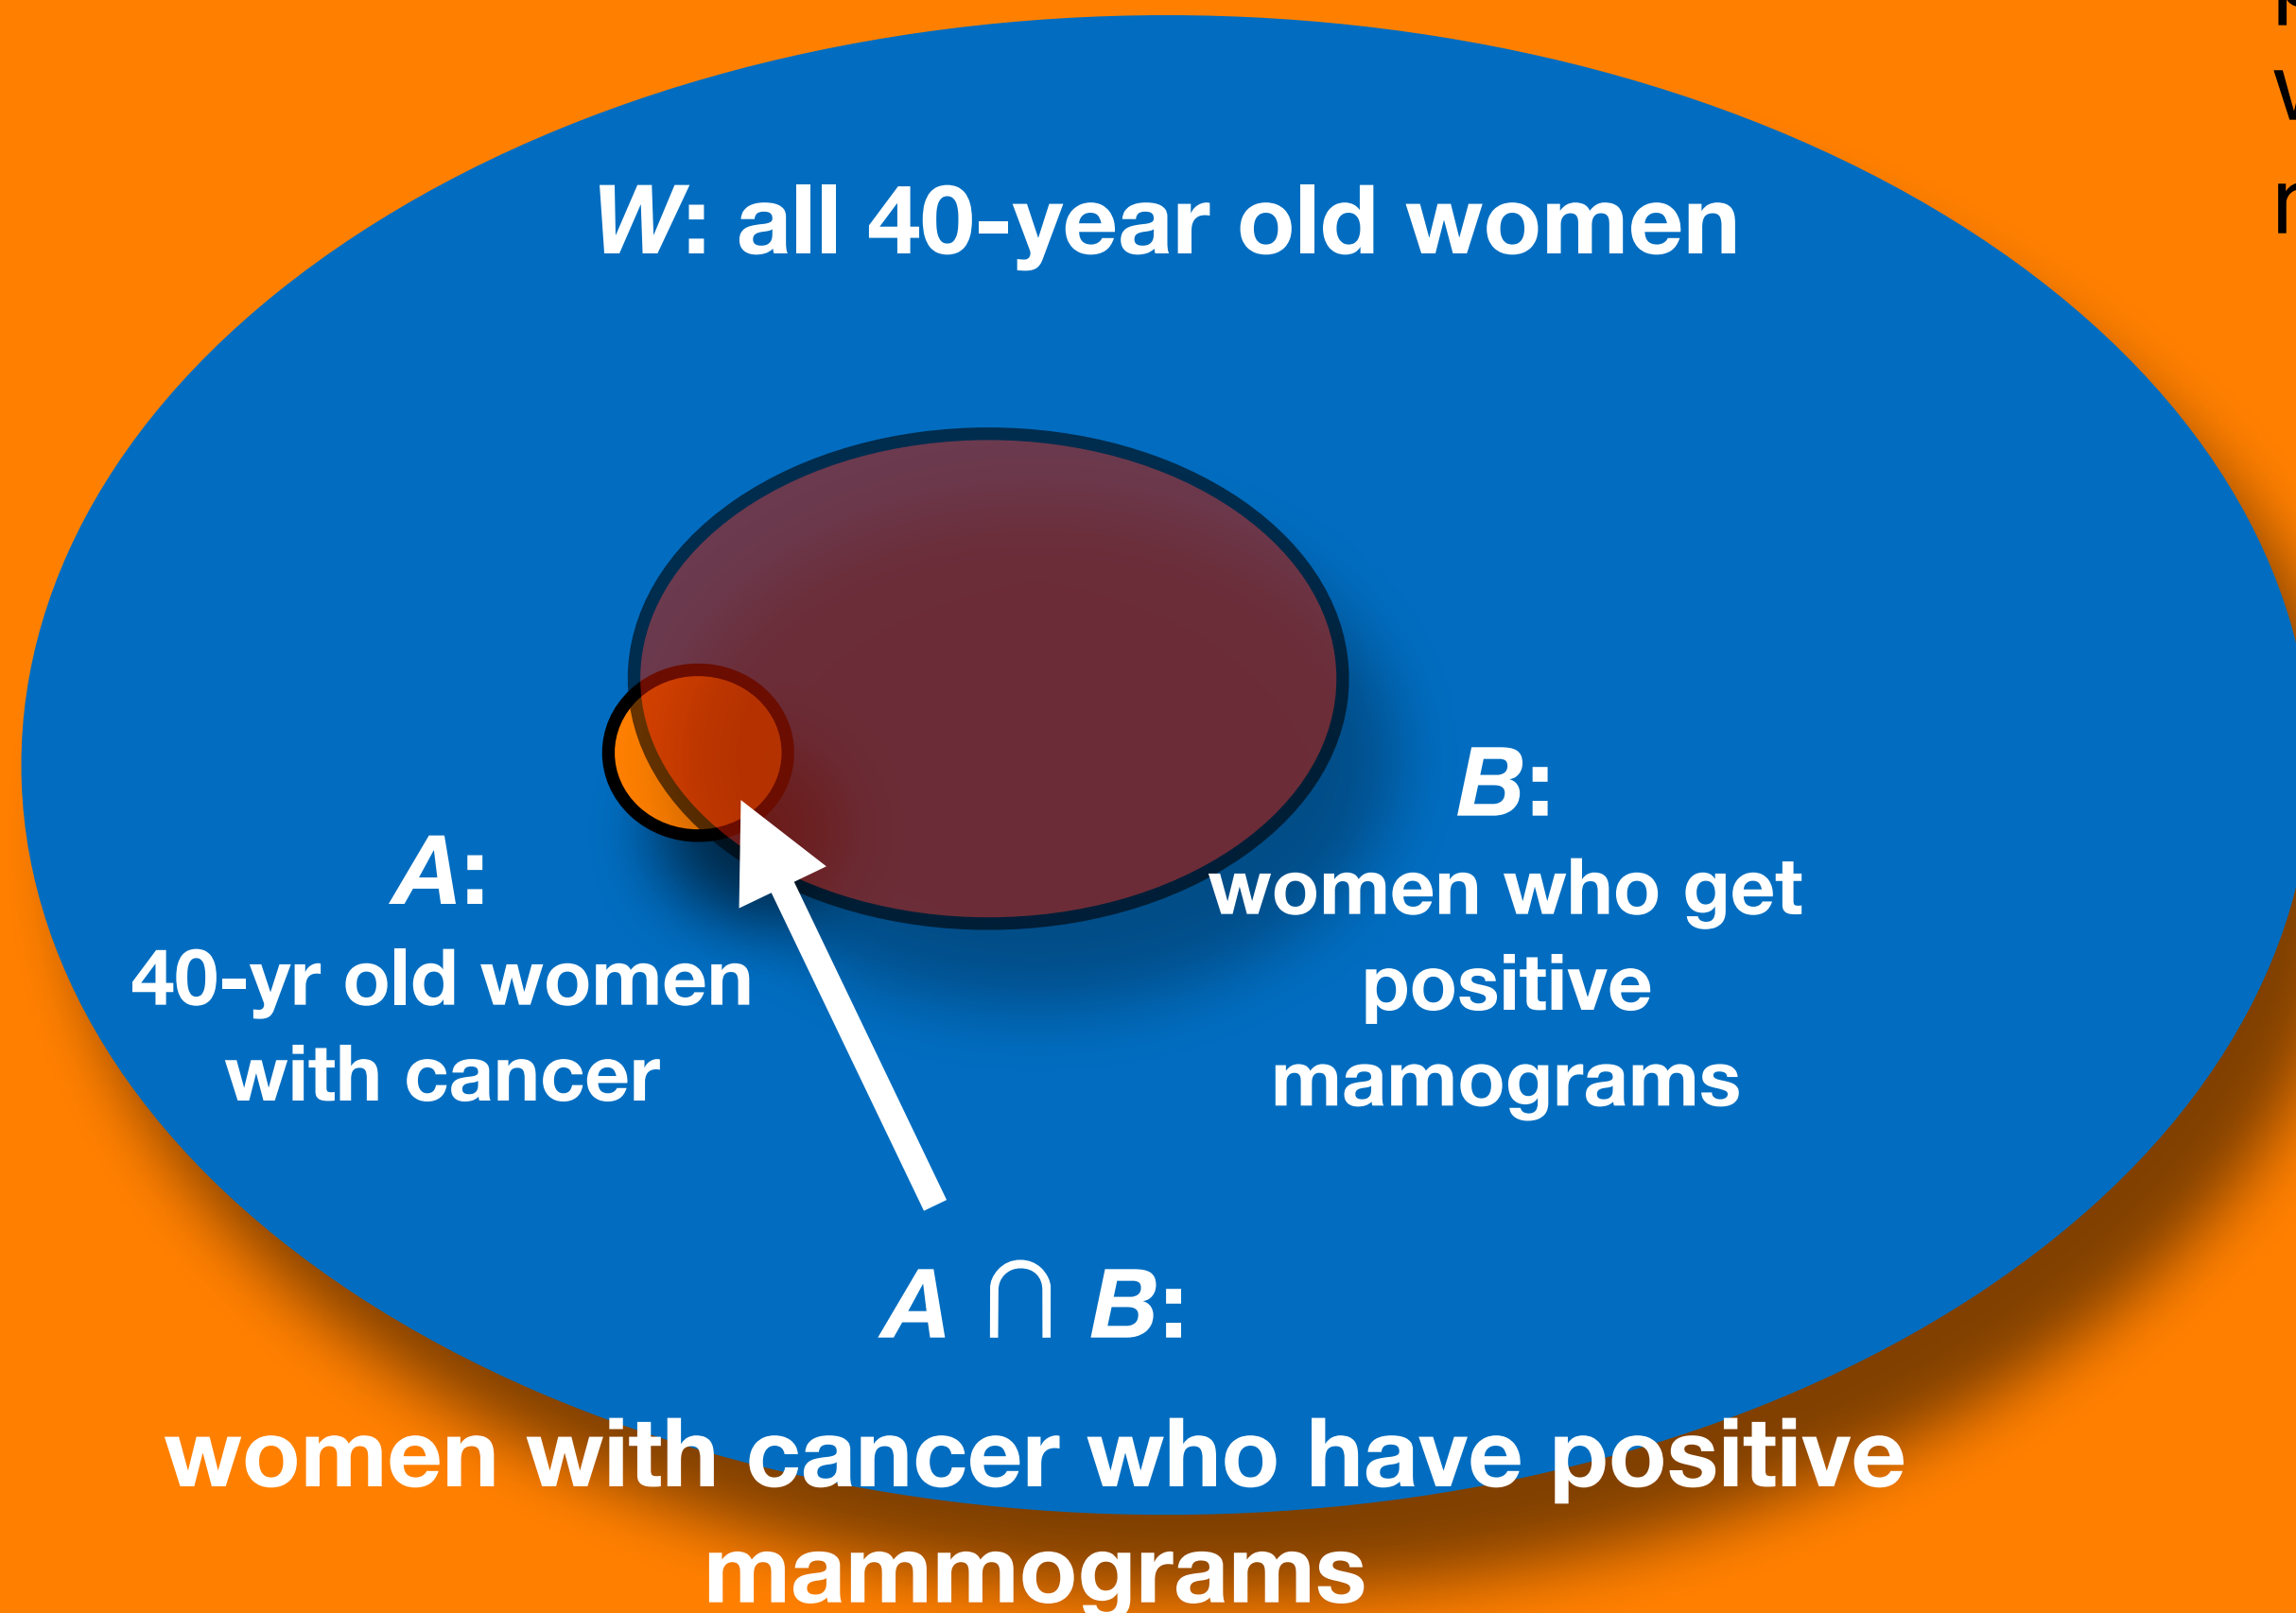 W: all 40-year old women
A:
40-yr old women
with cancer
B:
women who get
positive
mamograms
A ∩ B:
women with cancer who have positive
mammograms